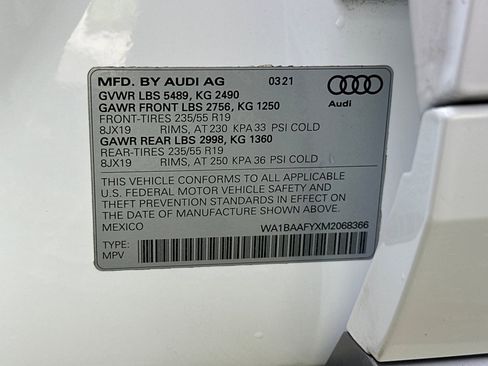 MFD. BY AUDI AG 03 21
GVWR LBS 5489, KG 2490
GAWR FRONT LBS 2756, KG 1250
FRONT-TIRES 235/55 R19
8JX19 RIMS, AT 230 KPA 33 PSI COLD
GAWR REAR LBS 2998, KG 1360
REAR-TIRES 235/55 R19
8JX19 RIMS, AT 250 KPA 36 PSI COLD
Audi
THIS VEHICLE CONFORMS TO ALL APPLICABLE
U.S. FEDERAL MOTOR VEHICLE SAFETY AND
THEFT PREVENTION STANDARDS IN EFFECT ON
THE DATE OF MANUFACTURE SHOWN ABOVE.
MEXICO WA1BAAFYXM2068366
TYPE:
MPV